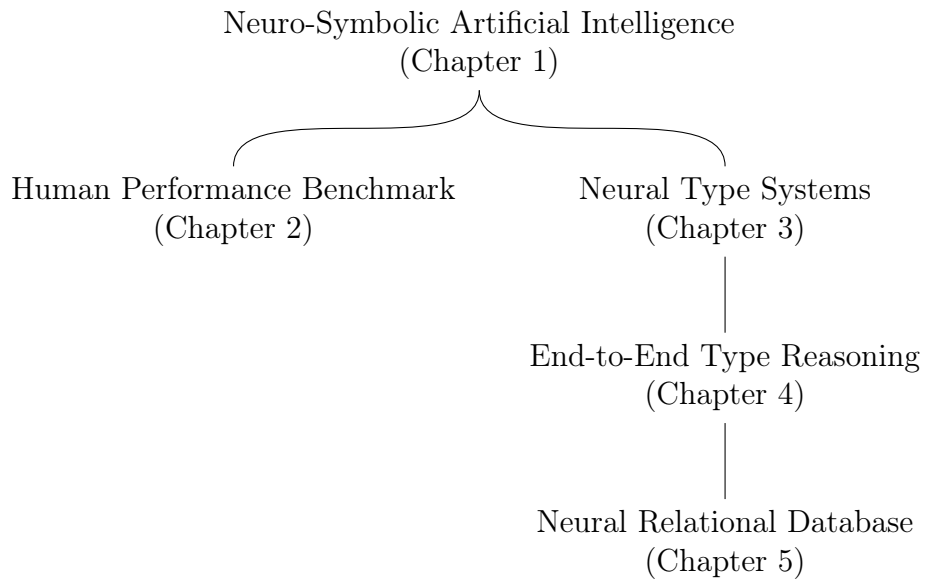 Neuro-Symbolic Artificial Intelligence
(Chapter 1)
Human Performance Benchmark
(Chapter 2)
Neural Type Systems
(Chapter 3)
End-to-End Type Reasoning
(Chapter 4)
Neural Relational Database
(Chapter 5)